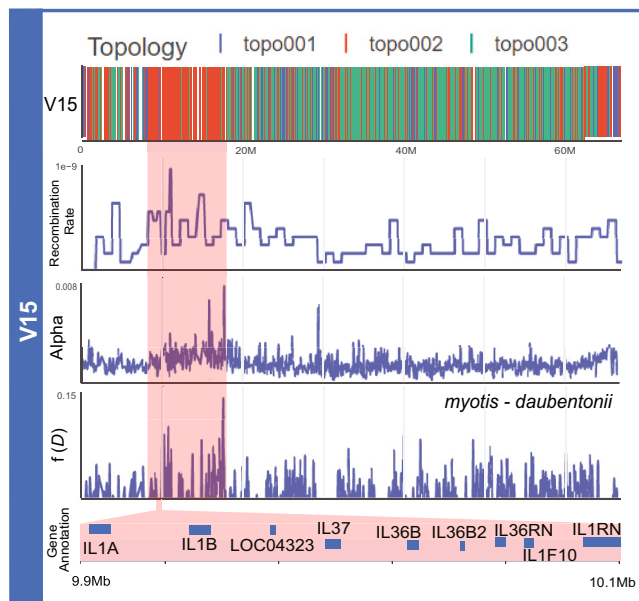 Topology topo001 topo002 topo003
V15
0 20M 40M 60M
1e-9
Recombination
Rate
0.008
Alpha
0.15
f (D)
myotis - daubentonii
V15
Gene
Annotation
IL1A IL1B LOC04323 IL37 IL36B IL36B2 IL36RN IL1F10 IL1RN
9.9Mb 10.1Mb